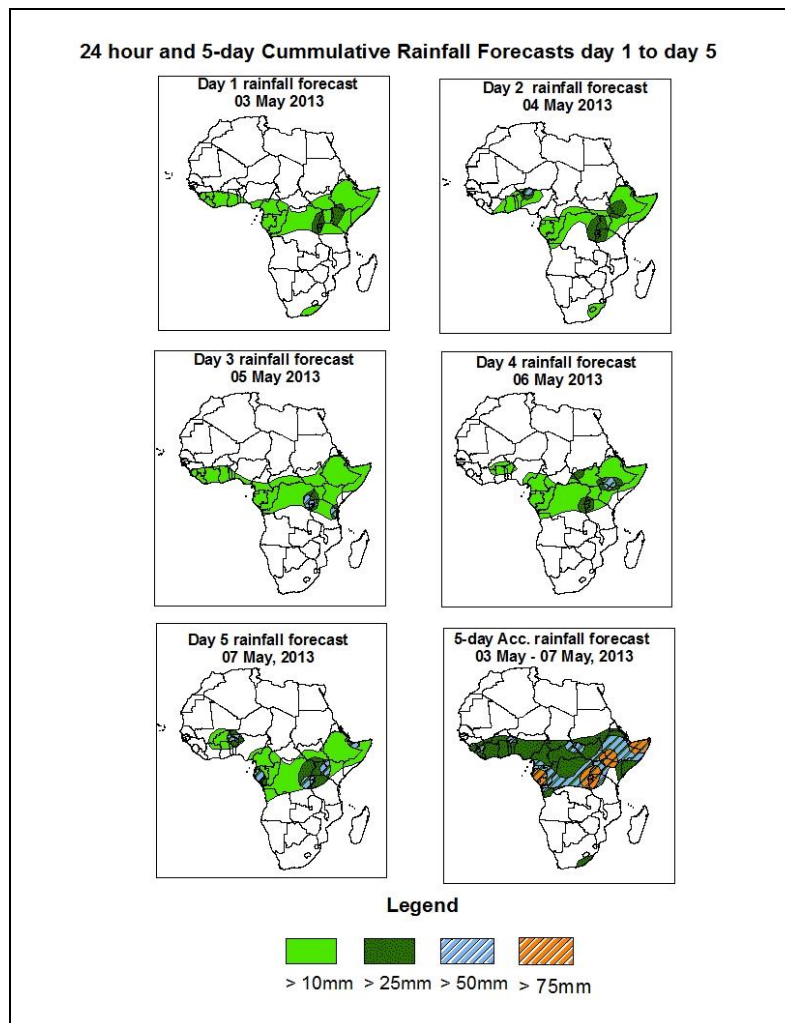 24 hour and 5-day Cummulative Rainfall Forecasts day 1 to day 5
Day 1 rainfall forecast
03 May 2013
Day 2 rainfall forecast
04 May 2013
Day 3 rainfall forecast
05 May 2013
Day 4 rainfall forecast
06 May 2013
Day 5 rainfall forecast
07 May, 2013
5-day Acc. rainfall forecast
03 May - 07 May, 2013
Legend
> 10mm > 25mm > 50mm > 75mm